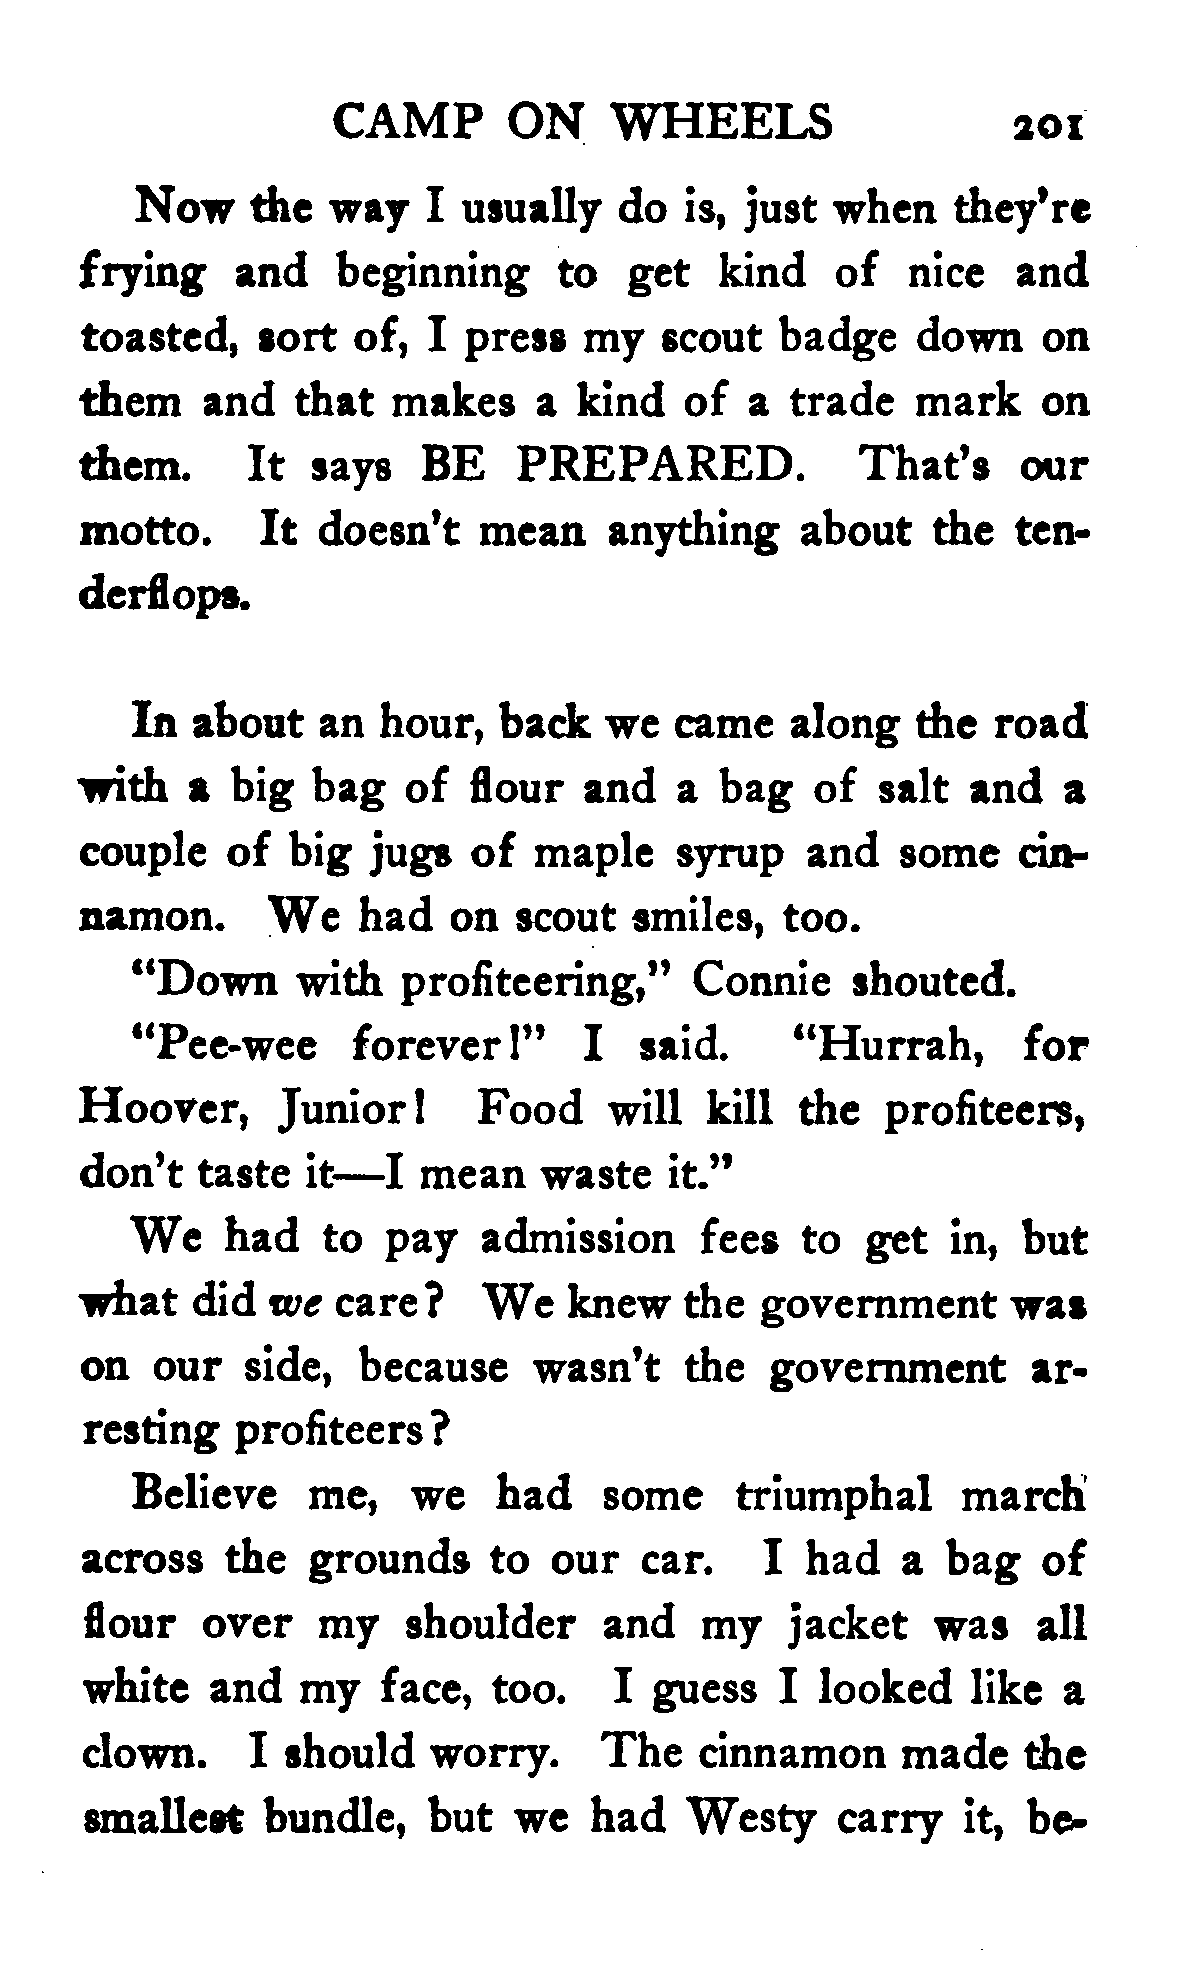 CAMP ON WHEELS 201
Now the way I usually do is, just when they're
frying and beginning to get kind of nice and
toasted, sort of, I press my scout badge down on
them and that makes a kind of a trade mark on
them. It says BE PREPARED. That's our
motto. It doesn't mean anything about the ten-
derflops.
In about an hour, back we came along the road
with a big bag of flour and a bag of salt and a
couple of big jugs of maple syrup and some cin-
namon. We had on scout smiles, too.
"Down with profiteering," Connie shouted.
"Pee-wee forever!" I said. "Hurrah, for
Hoover, Junior! Food will kill the profiteers,
don't taste it—I mean waste it."
We had to pay admission fees to get in, but
what did we care? We knew the government was
on our side, because wasn't the government ar-
resting profiteers?
Believe me, we had some triumphal march
across the grounds to our car. I had a bag of
flour over my shoulder and my jacket was all
white and my face, too. I guess I looked like a
clown. I should worry. The cinnamon made the
smallest bundle, but we had Westy carry it, be-